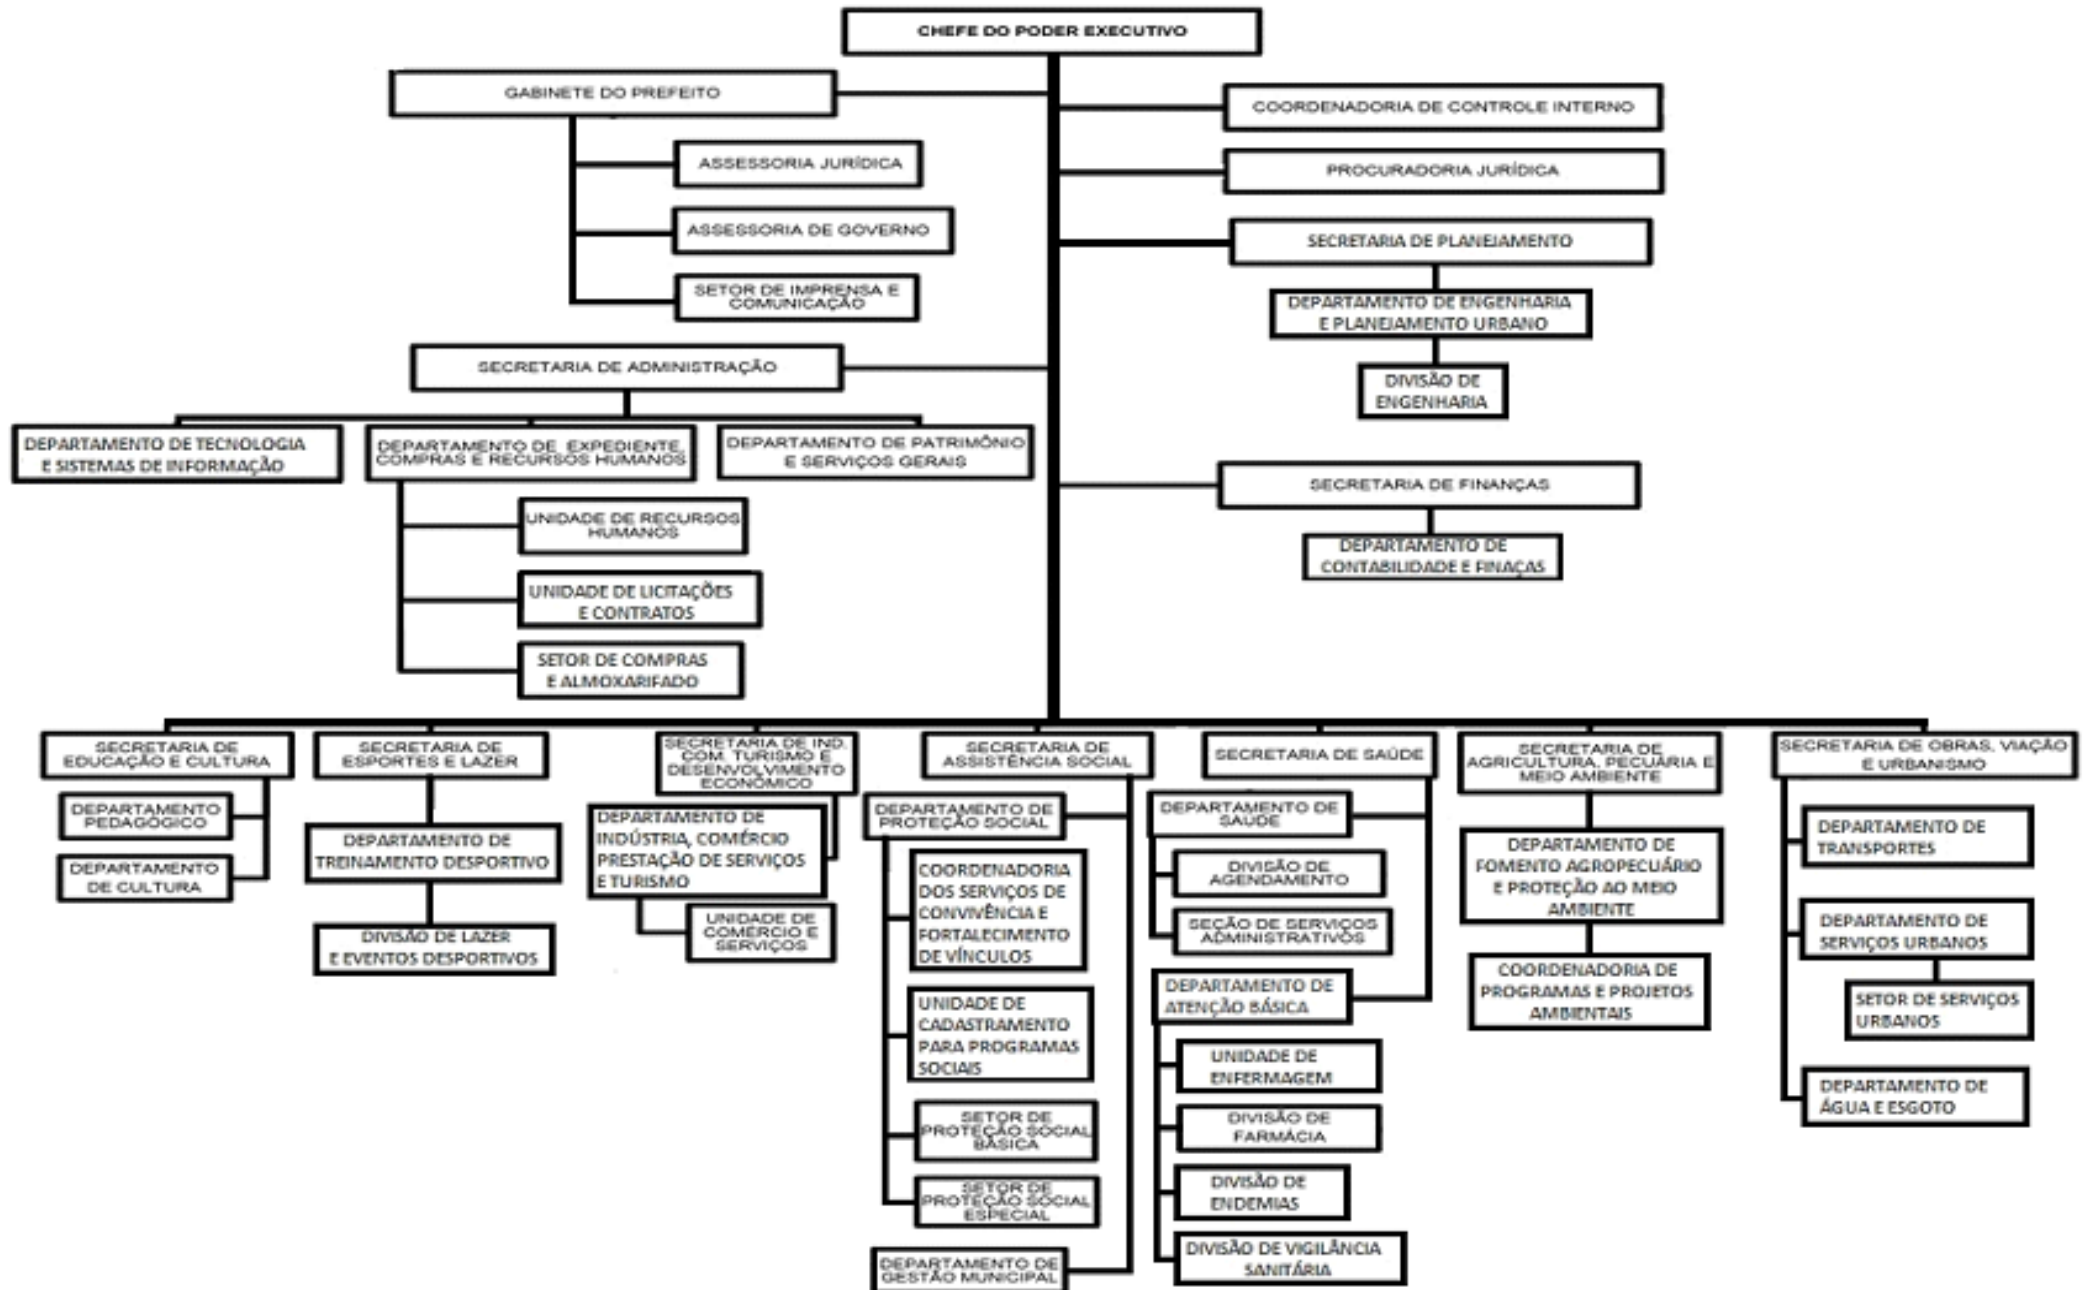 CHEFE DO PODER EXECUTIVO
GABINETE DO PREFEITO
COORDENADORIA DE CONTROLE INTERNO
ASSESSORIA JURÍDICA
PROCURADORIA JURÍDICA
ASSESSORIA DE GOVERNO
SECRETARIA DE PLANEJAMENTO
SETOR DE IMPRENSA E
COMUNICAÇÃO
DEPARTAMENTO DE ENGENHARIA
E PLANEJAMENTO URBANO
DIVISÃO DE
ENGENHARIA
SECRETARIA DE ADMINISTRAÇÃO
DEPARTAMENTO DE TECNOLOGIA
E SISTEMAS DE INFORMAÇÃO
DEPARTAMENTO DE EXPEDIENTE,
COMPRAS E RECURSOS HUMANOS
DEPARTAMENTO DE PATRIMÔNIO
E SERVIÇOS GERAIS
UNIDADE DE RECURSOS
HUMANOS
UNIDADE DE LICITAÇÕES
E CONTRATOS
SETOR DE COMPRAS
E ALMOXARIFADO
SECRETARIA DE FINANÇAS
DEPARTAMENTO DE
CONTABILIDADE E FINAÇAS
SECRETARIA DE
EDUCAÇÃO E CULTURA
DEPARTAMENTO
PEDAGÓGICO
DEPARTAMENTO
DE CULTURA
SECRETARIA DE
ESPORTES E LAZER
DEPARTAMENTO DE
TREINAMENTO DESPORTIVO
DIVISÃO DE LAZER
E EVENTOS DESPORTIVOS
SECRETARIA DE IND.
COM. TURISMO E
DESENVOLVIMENTO
ECONÔMICO
DEPARTAMENTO DE
INDÚSTRIA, COMÉRCIO
PRESTAÇÃO DE SERVIÇOS
E TURISMO
UNIDADE DE
COMÉRCIO E
SERVIÇOS
SECRETARIA DE
ASSISTÊNCIA SOCIAL
DEPARTAMENTO DE
PROTEÇÃO SOCIAL
COORDENADORIA
DOS SERVIÇOS DE
CONVIVÊNCIA E
FORTALECIMENTO
DE VÍNCULOS
UNIDADE DE
CADASTRAMENTO
PARA PROGRAMAS
SOCIAIS
SETOR DE
PROTEÇÃO SOCIAL
BÁSICA
SETOR DE
PROTEÇÃO SOCIAL
ESPECIAL
DEPARTAMENTO DE
GESTÃO MUNICIPAL
SECRETARIA DE SAÚDE
DEPARTAMENTO DE
SAÚDE
DIVISÃO DE
AGENDAMENTO
SEÇÃO DE SERVIÇOS
ADMINISTRATIVOS
DEPARTAMENTO DE
ATENÇÃO BÁSICA
UNIDADE DE
ENFERMAGEM
DIVISÃO DE
FARMÁCIA
DIVISÃO DE
ENDEMIAS
DIVISÃO DE VIGILÂNCIA
SANITÁRIA
SECRETARIA DE
AGRICULTURA, PECUÁRIA E
MEIO AMBIENTE
DEPARTAMENTO DE
FOMENTO AGROPECUÁRIO
E PROTEÇÃO AO MEIO
AMBIENTE
COORDENADORIA DE
PROGRAMAS E PROJETOS
AMBIENTAIS
SECRETARIA DE OBRAS, VIAÇÃO
E URBANISMO
DEPARTAMENTO DE
TRANSPORTES
DEPARTAMENTO DE
SERVIÇOS URBANOS
SETOR DE SERVIÇOS
URBANOS
DEPARTAMENTO DE
ÁGUA E ESGOTO